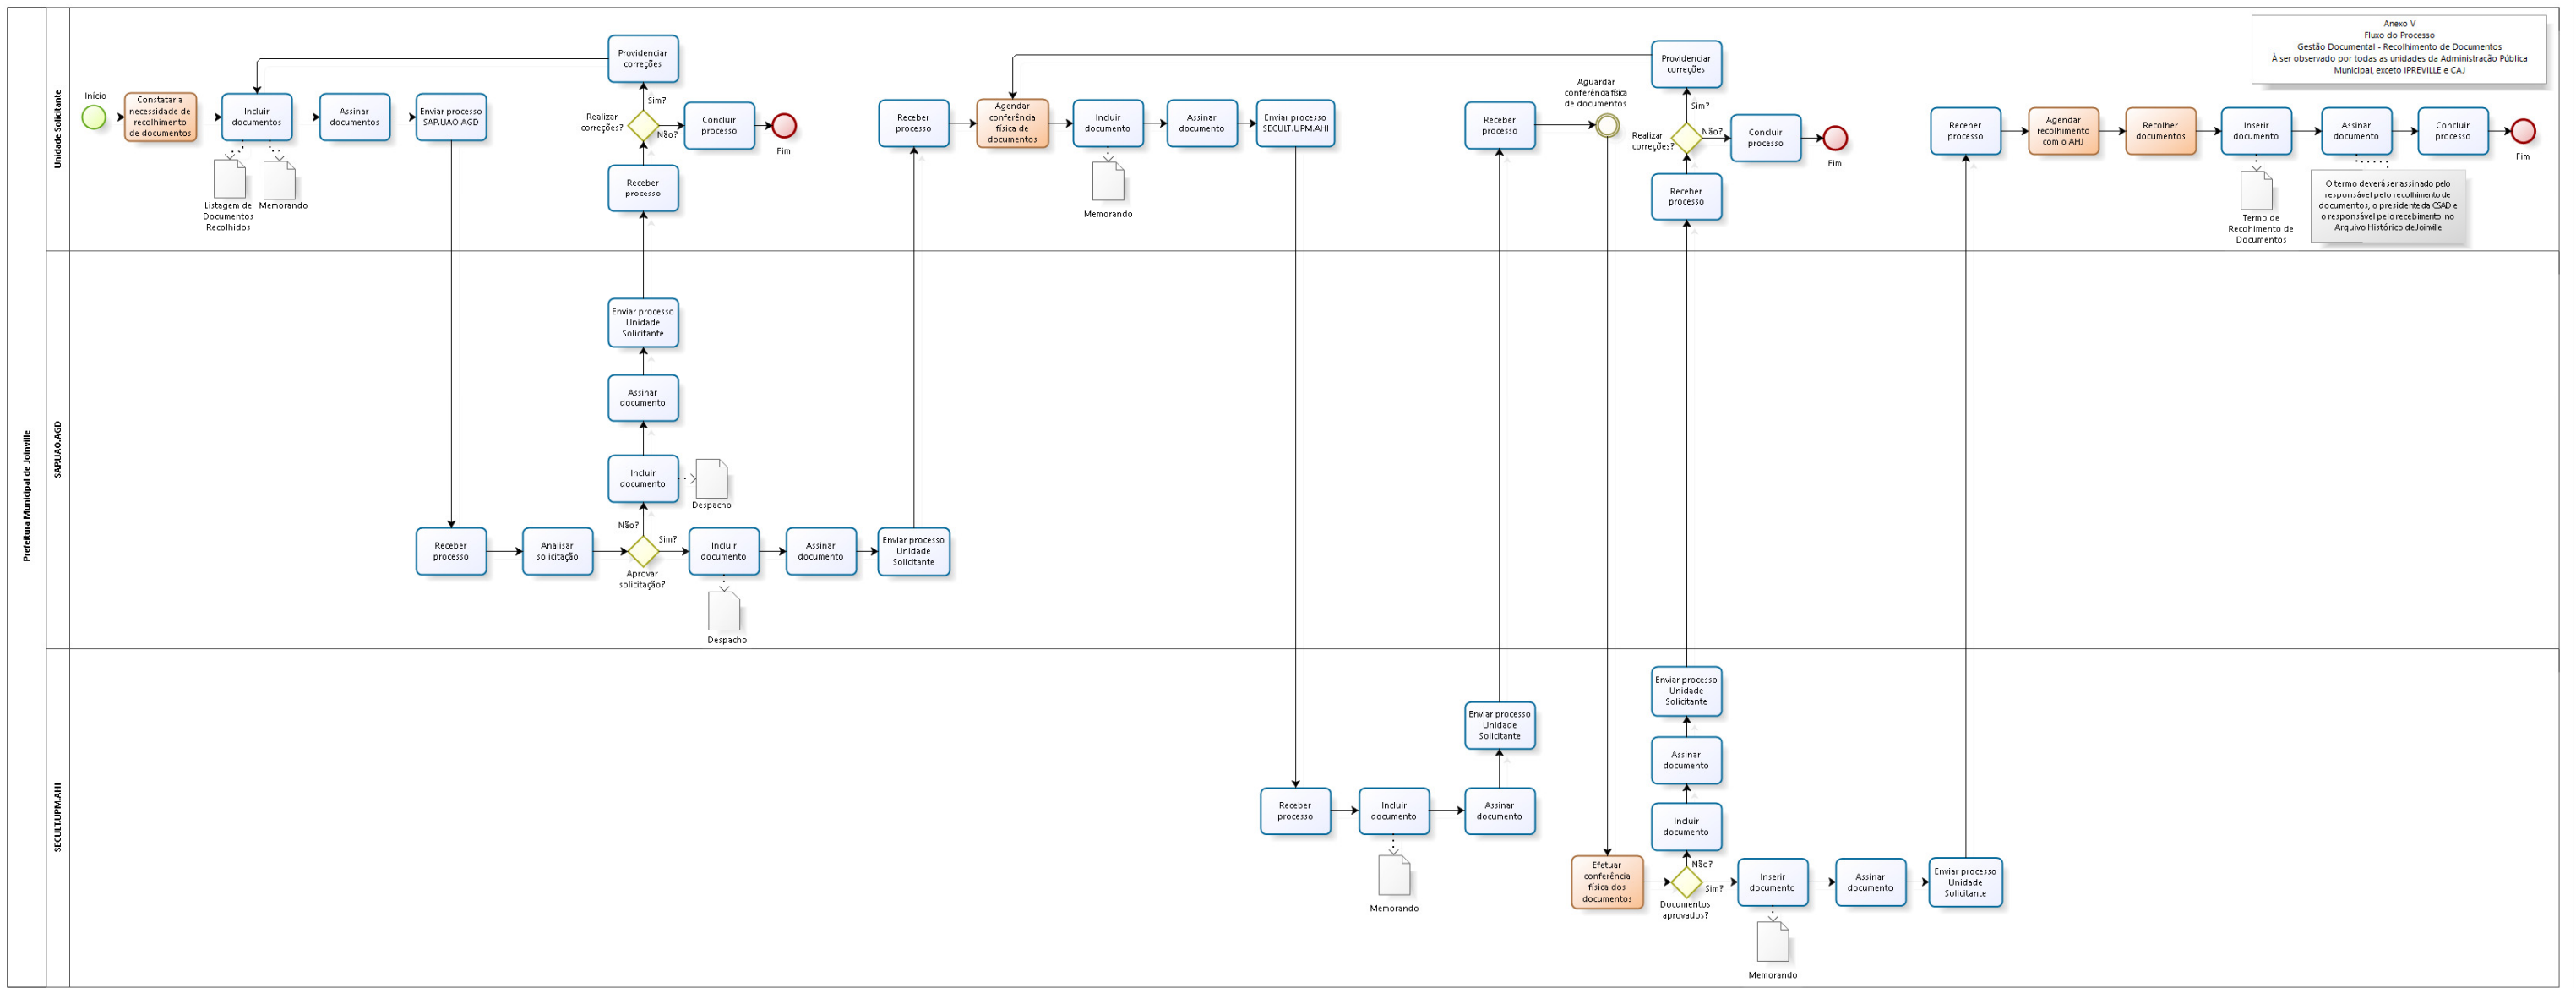 Anexo V
Fluxo do Processo
Gestão Documental - Recolhimento de Documentos
À ser observado por todas as unidades da Administração Pública
Municipal, exceto IPREVILLE e CAJ
Prefeitura Municipal de Joinville
Unidade Solicitante
Início
Constatar a
necessidade de
recolhimento
de documentos
Incluir
documentos
Listagem de
Documentos
Recolhidos
Memorando
Assinar
documentos
Enviar processo
SAP.UAO.AGD
Providenciar
correções
Sim?
Realizar
correções?
Não?
Concluir
processo
Fim
Receber
processo
Receber
processo
Agendar
conferência
física de
documentos
Incluir
documento
Memorando
Assinar
documento
Enviar processo
SECULT.UPM.AHJ
Receber
processo
Aguardar
conferência física
de documentos
Providenciar
correções
Sim?
Realizar
correções?
Não?
Concluir
processo
Fim
Receber
processo
Receber
processo
Agendar
recolhimento
com o AHJ
Recolher
documentos
Inserir
documento
Termo de
Recohimento de
Documentos
Assinar
documento
O termo deverá ser assinado pelo
responsável pelo recolhimento de
documentos, o presidente da CSAD e
o responsável pelo recebimento no
Arquivo Histórico de Joinville
Concluir
processo
Fim
SAP.UAO.AGD
Enviar processo
Unidade
Solicitante
Assinar
documento
Incluir
documento
Despacho
Não?
Receber
processo
Analisar
solicitação
Aprovar
solicitação?
Sim?
Incluir
documento
Despacho
Assinar
documento
Enviar processo
Unidade
Solicitante
SECULT.UPM.AHJ
Receber
processo
Incluir
documento
Memorando
Assinar
documento
Enviar processo
Unidade
Solicitante
Enviar processo
Unidade
Solicitante
Assinar
documento
Incluir
documento
Não?
Efetuar
conferência
física dos
documentos
Documentos
aprovados?
Sim?
Inserir
documento
Memorando
Assinar
documento
Enviar processo
Unidade
Solicitante